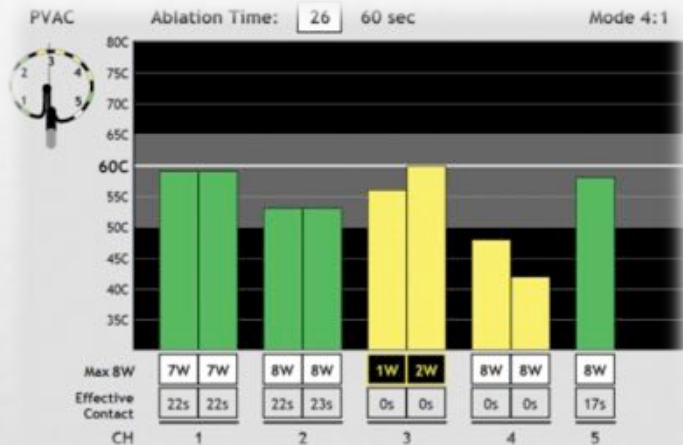 PVAC Ablation Time: 26 60 sec Mode 4:1
80C
75C
70C
65C
60C
55C
50C
45C
40C
35C
1 2 3 4 5
Max 8W 7W 7W 8W 8W 1W 2W 8W 8W 8W
Effective Contact 22s 22s 22s 23s 0s 0s 0s 0s 17s
CH 1 2 3 4 5